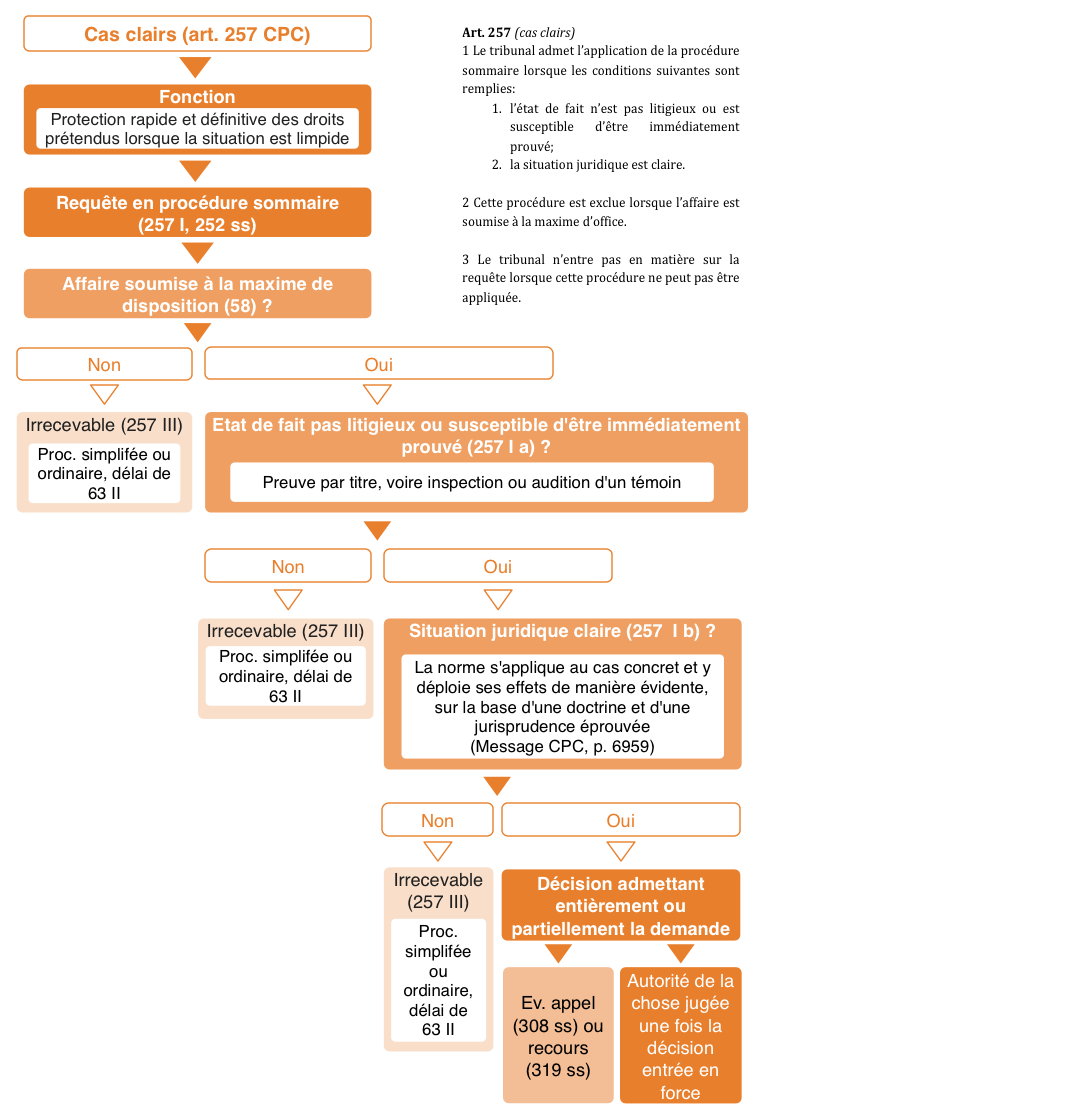 Cas clairs (art. 257 CPC)
Fonction
Protection rapide et définitive des droits
prétendus lorsque la situation est limpide
Requête en procédure sommaire
(257 I, 252 ss)
Affaire soumise à la maxime de
disposition (58) ?
Art. 257 (cas clairs)
1 Le tribunal admet l’application de la procédure
sommaire lorsque les conditions suivantes sont
remplies:
1. l’état de fait n’est pas litigieux ou est
susceptible d’être immédiatement
prouvé;
2. la situation juridique est claire.
2 Cette procédure est exclue lorsque l’affaire est
soumise à la maxime d’office.
3 Le tribunal n’entre pas en matière sur la
requête lorsque cette procédure ne peut pas être
appliquée.
Non
Oui
Irrecevable (257 III)
Proc. simplifée ou
ordinaire, délai de
63 II
Etat de fait pas litigieux ou susceptible d'être immédiatement
prouvé (257 I a) ?
Preuve par titre, voire inspection ou audition d'un témoin
Non
Oui
Irrecevable (257 III)
Proc. simplifée ou
ordinaire, délai de
63 II
Situation juridique claire (257 I b) ?
La norme s'applique au cas concret et y
déploie ses effets de manière évidente,
sur la base d'une doctrine et d'une
jurisprudence éprouvée
(Message CPC, p. 6959)
Non
Oui
Irrecevable
(257 III)
Proc.
simplifée
ou
ordinaire,
délai de
63 II
Décision admettant
entièrement ou
partiellement la demande
Ev. appel
(308 ss) ou
recours
(319 ss)
Autorité de la
chose jugée
une fois la
décision
entrée en
force